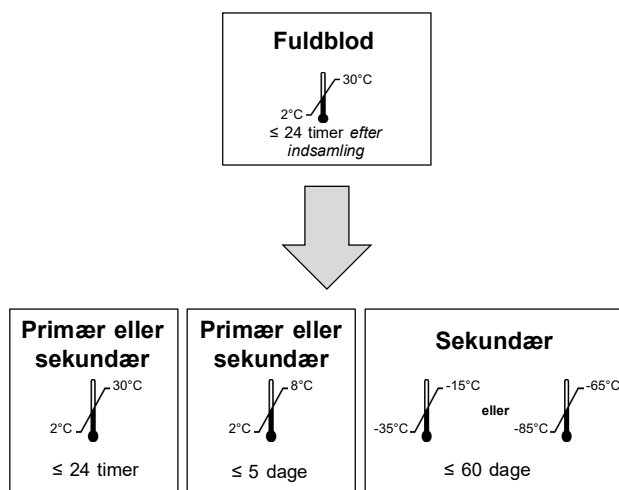 Fuldblod
30°C
2°C
≤ 24 timer efter
indsamling
Primær eller
sekundær
30°C
2°C
≤ 24 timer
Primær eller
sekundær
8°C
2°C
≤ 5 dage
Sekundær
-15°C
-35°C
eller
-65°C
-85°C
≤ 60 dage